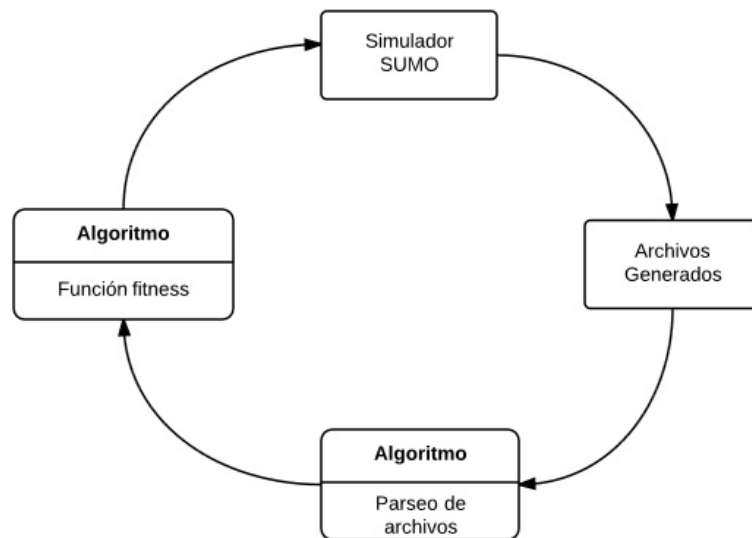 Simulador
SUMO
Algoritmo
Función fitness
Archivos
Generados
Algoritmo
Parseo de
archivos